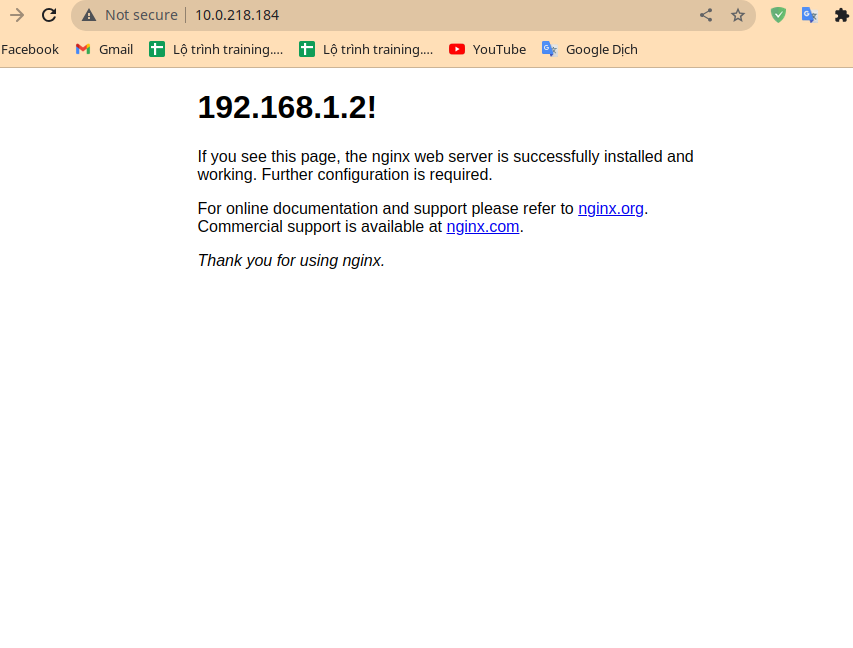 Not secure 10.0.218.184
Facebook Gmail Lộ trình training.... Lộ trình training.... YouTube Google Dịch
192.168.1.2!
If you see this page, the nginx web server is successfully installed and
working. Further configuration is required.
For online documentation and support please refer to nginx.org.
Commercial support is available at nginx.com.
Thank you for using nginx.